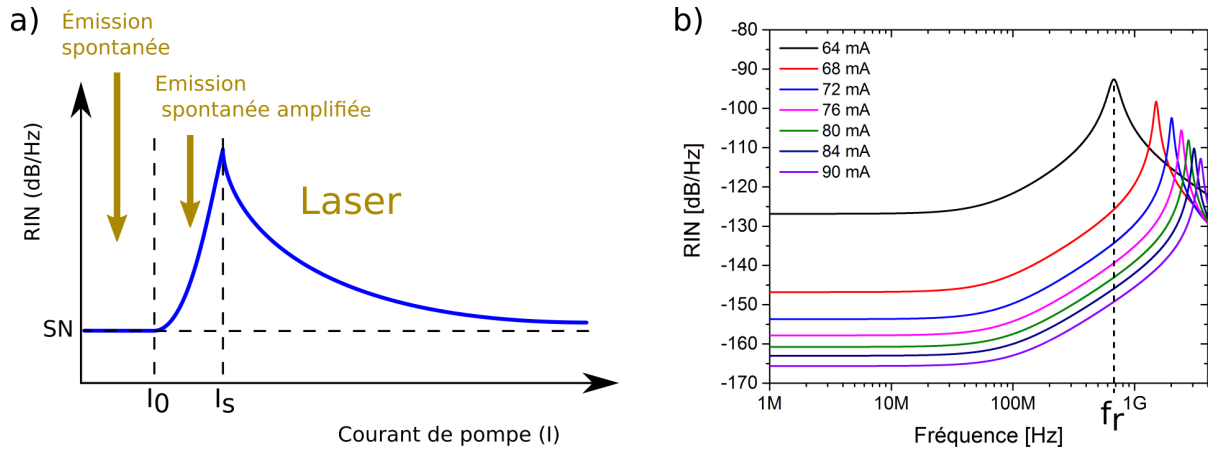 a)
Émission
spontanée
Emission
spontanée amplifiée
Laser
RIN (dB/Hz)
SN
I0
Is
Courant de pompe (I)
b)
-80
-90
-100
-110
-120
-130
-140
-150
-160
-170
RIN [dB/Hz]
64 mA
68 mA
72 mA
76 mA
80 mA
84 mA
90 mA
1M
10M
100M
1G
fr
Fréquence [Hz]